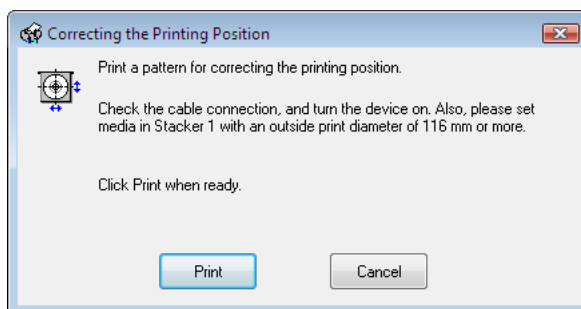 Correcting the Printing Position
Print a pattern for correcting the printing position.
Check the cable connection, and turn the device on. Also, please set
media in Stacker 1 with an outside print diameter of 116 mm or more.
Click Print when ready.
Print
Cancel